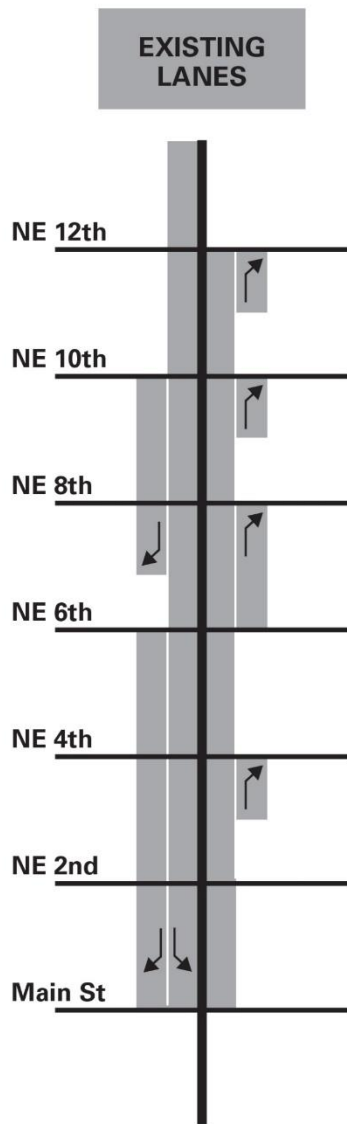 EXISTING
LANES
NE 12th
NE 10th
NE 8th
NE 6th
NE 4th
NE 2nd
Main St